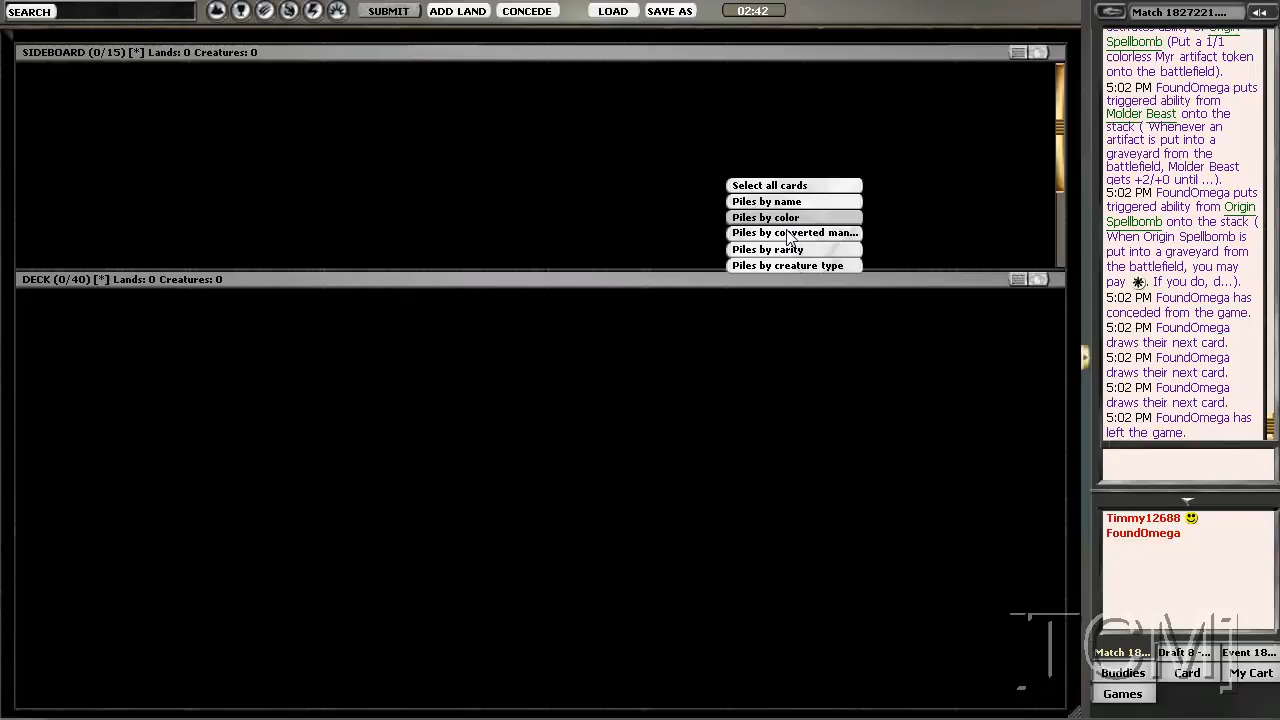 SEARCH
SUBMIT
ADD LAND
CONCEDE
LOAD
SAVE AS
02:42
Match 1827221....
SIDEBOARD (0/15) [*] Lands: 0 Creatures: 0
Select all cards
Piles by name
Piles by color
Piles by converted man...
Piles by rarity
Piles by creature type
DECK (0/40) [*] Lands: 0 Creatures: 0
Spellbomb (Put a 1/1
colorless Myr artifact token
onto the battlefield).
5:02 PM FoundOmega puts
triggered ability from
Molder Beast onto the
stack ( Whenever an
artifact is put into a
graveyard from the
battlefield, Molder Beast
gets +2/+0 until ...).
5:02 PM FoundOmega puts
triggered ability from Origin
Spellbomb onto the stack (
When Origin Spellbomb is
put into a graveyard from
the battlefield, you may
pay . If you do, d...).
5:02 PM FoundOmega has
conceded from the game.
5:02 PM FoundOmega
draws their next card.
5:02 PM FoundOmega
draws their next card.
5:02 PM FoundOmega
draws their next card.
5:02 PM FoundOmega has
left the game.
Timmy12688
FoundOmega
TCMJ
Match 18... Draft 8 -... Event 18...
Buddies Card My Cart
Games